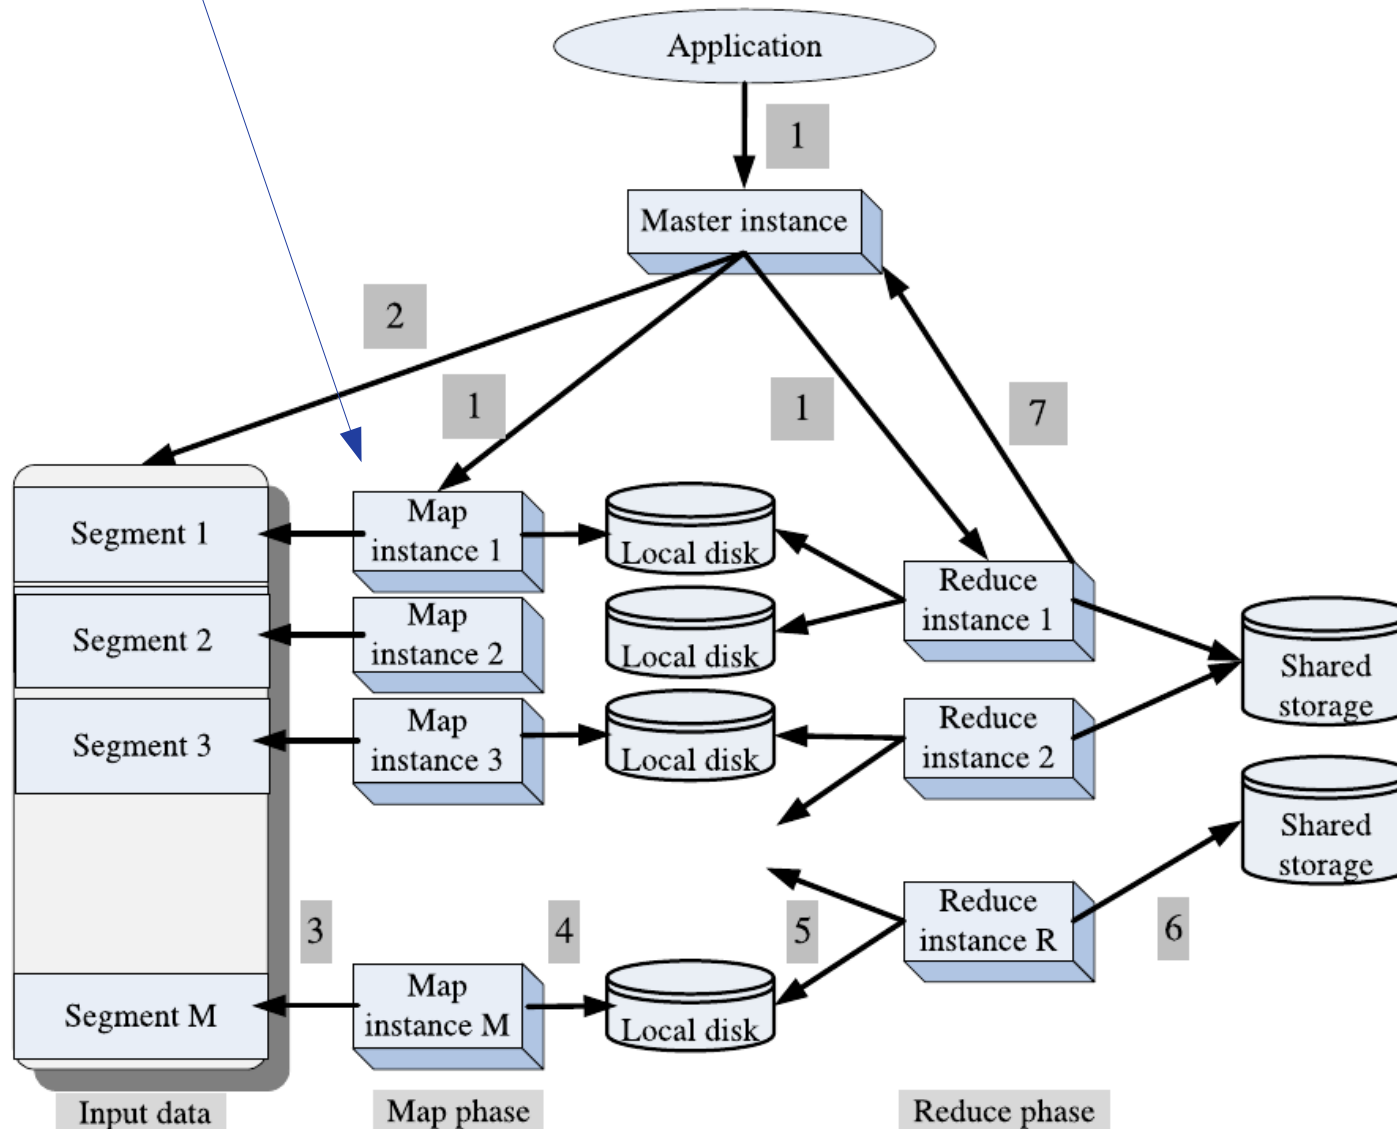 Application
1
Master instance
2
1
1
7
Segment 1
Map
instance 1
Local disk
Reduce
instance 1
Segment 2
Map
instance 2
Local disk
Shared
storage
Segment 3
Map
instance 3
Local disk
Reduce
instance 2
Shared
storage
3
4
5
Reduce
instance R
6
Segment M
Map
instance M
Local disk
Input data
Map phase
Reduce phase